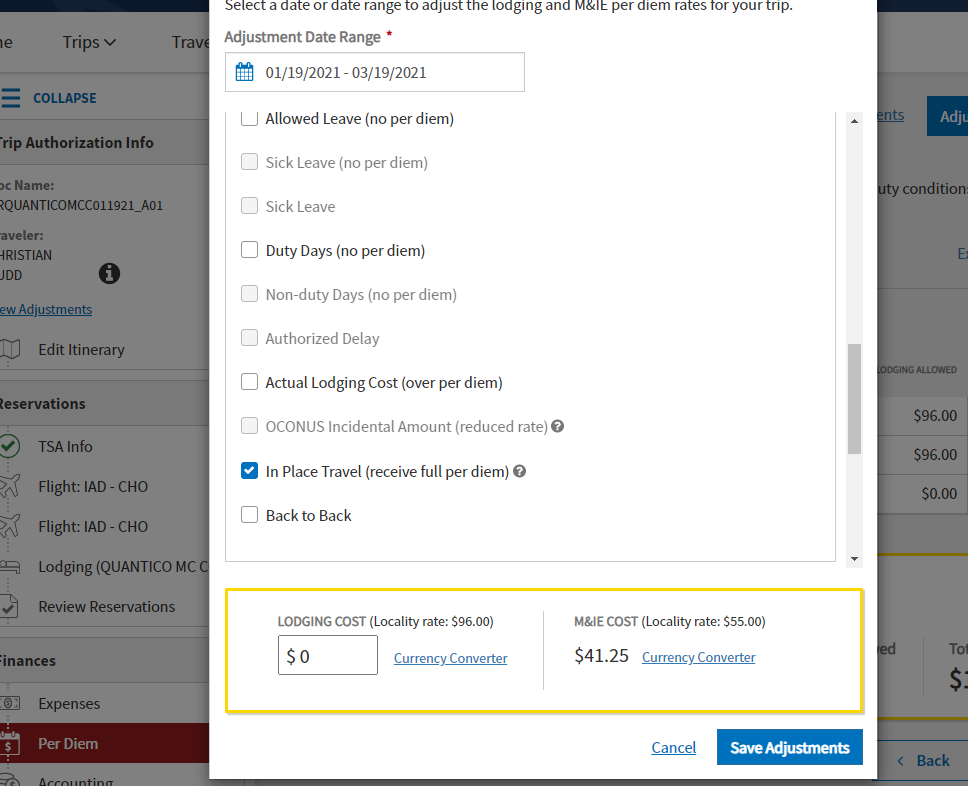 Select a date or date range to adjust the lodging and M&IE per diem rates for your trip.
Trips
Adjustment Date Range *
01/19/2021 - 03/19/2021
COLLAPSE
Trip Authorization Info
Doc Name:
RQUANTICOMCC011921_A01
Traveler:
CHRISTIAN
UDD
ew Adjustments
Edit Itinerary
Reservations
TSA Info
Flight: IAD - CHO
Flight: IAD - CHO
Lodging (QUANTICO MC C
Review Reservations
Finances
Expenses
Per Diem
Accounting
Allowed Leave (no per diem)
Sick Leave (no per diem)
Sick Leave
Duty Days (no per diem)
Non-duty Days (no per diem)
Authorized Delay
Actual Lodging Cost (over per diem)
OCONUS Incidental Amount (reduced rate) ?
In Place Travel (receive full per diem) ?
Back to Back
LODGING COST (Locality rate: $96.00)
$ 0
Currency Converter
M&IE COST (Locality rate: $55.00)
$41.25 Currency Converter
Cancel
Save Adjustments
ents
Adju
uty conditions
Ex
LODGING ALLOWED
$96.00
$96.00
$0.00
ved
Tot
< Back